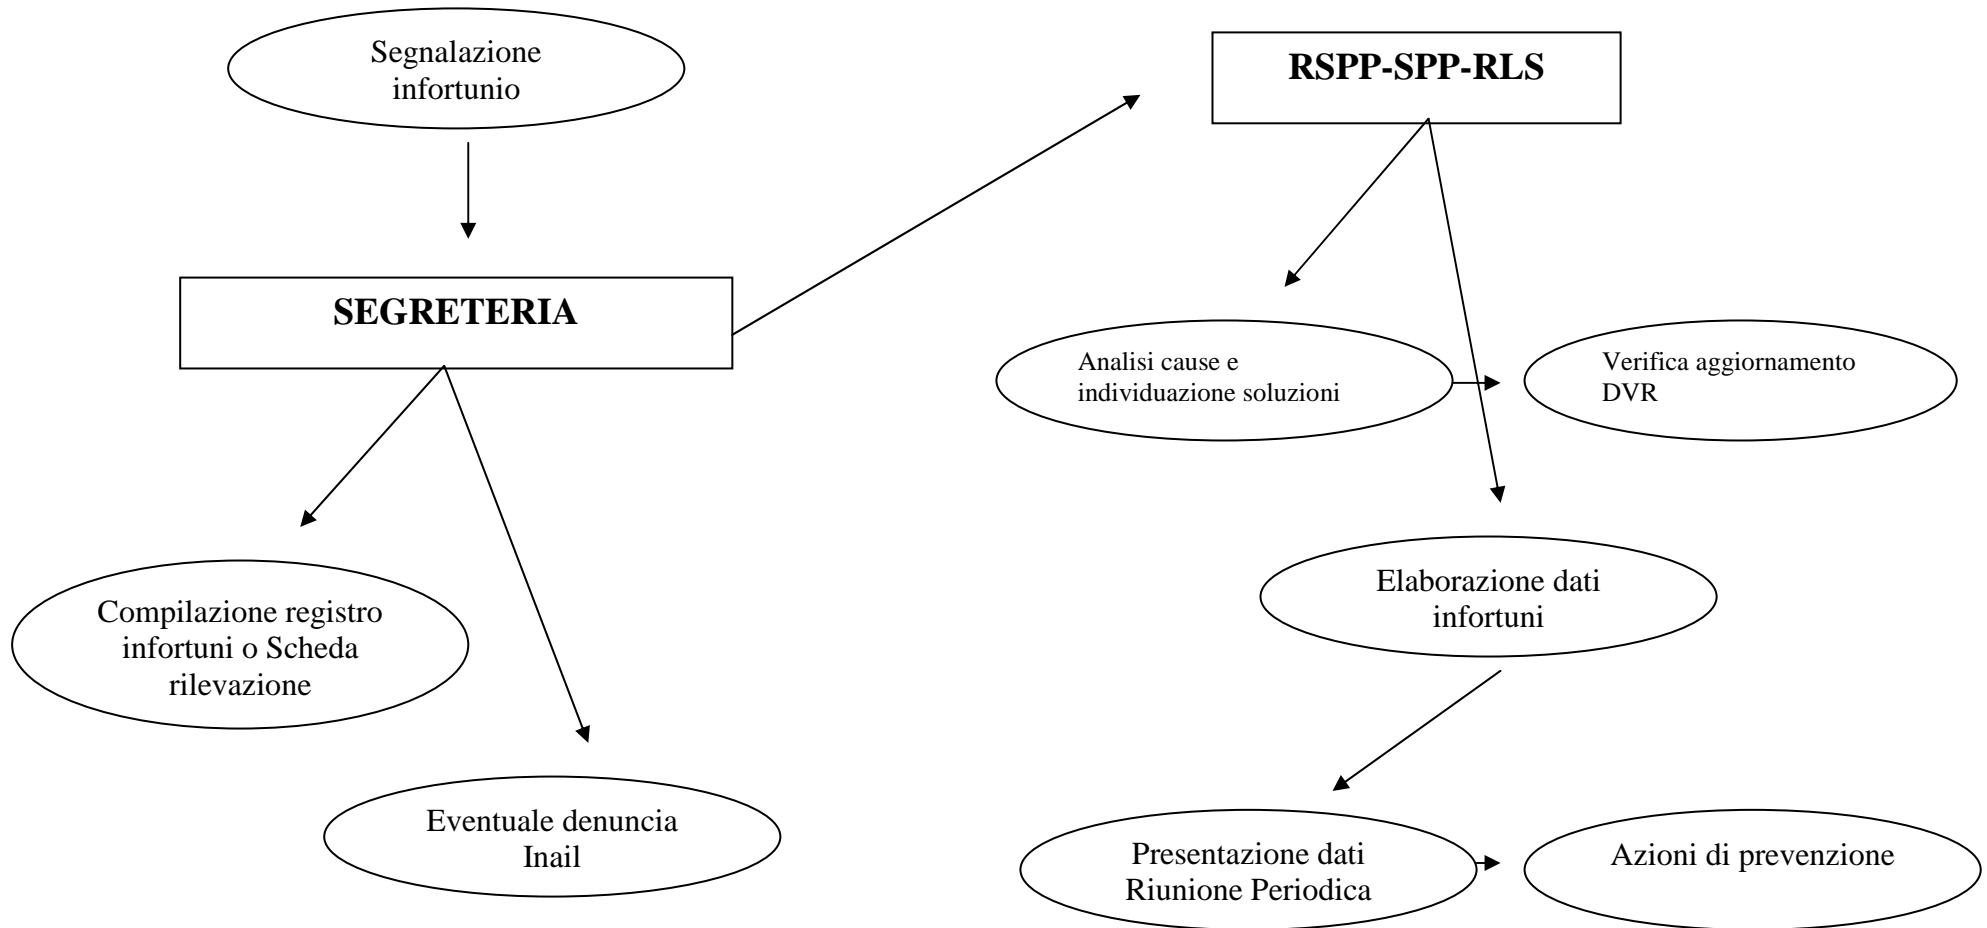 Segnalazione
infortunio
RSPP-SPP-RLS
SEGRETERIA
Analisi cause e
individuazione soluzioni
Verifica aggiornamento
DVR
Compilazione registro
infortuni o Scheda
rilevazione
Elaborazione dati
infortuni
Eventuale denuncia
Inail
Presentazione dati
Riunione Periodica
Azioni di prevenzione